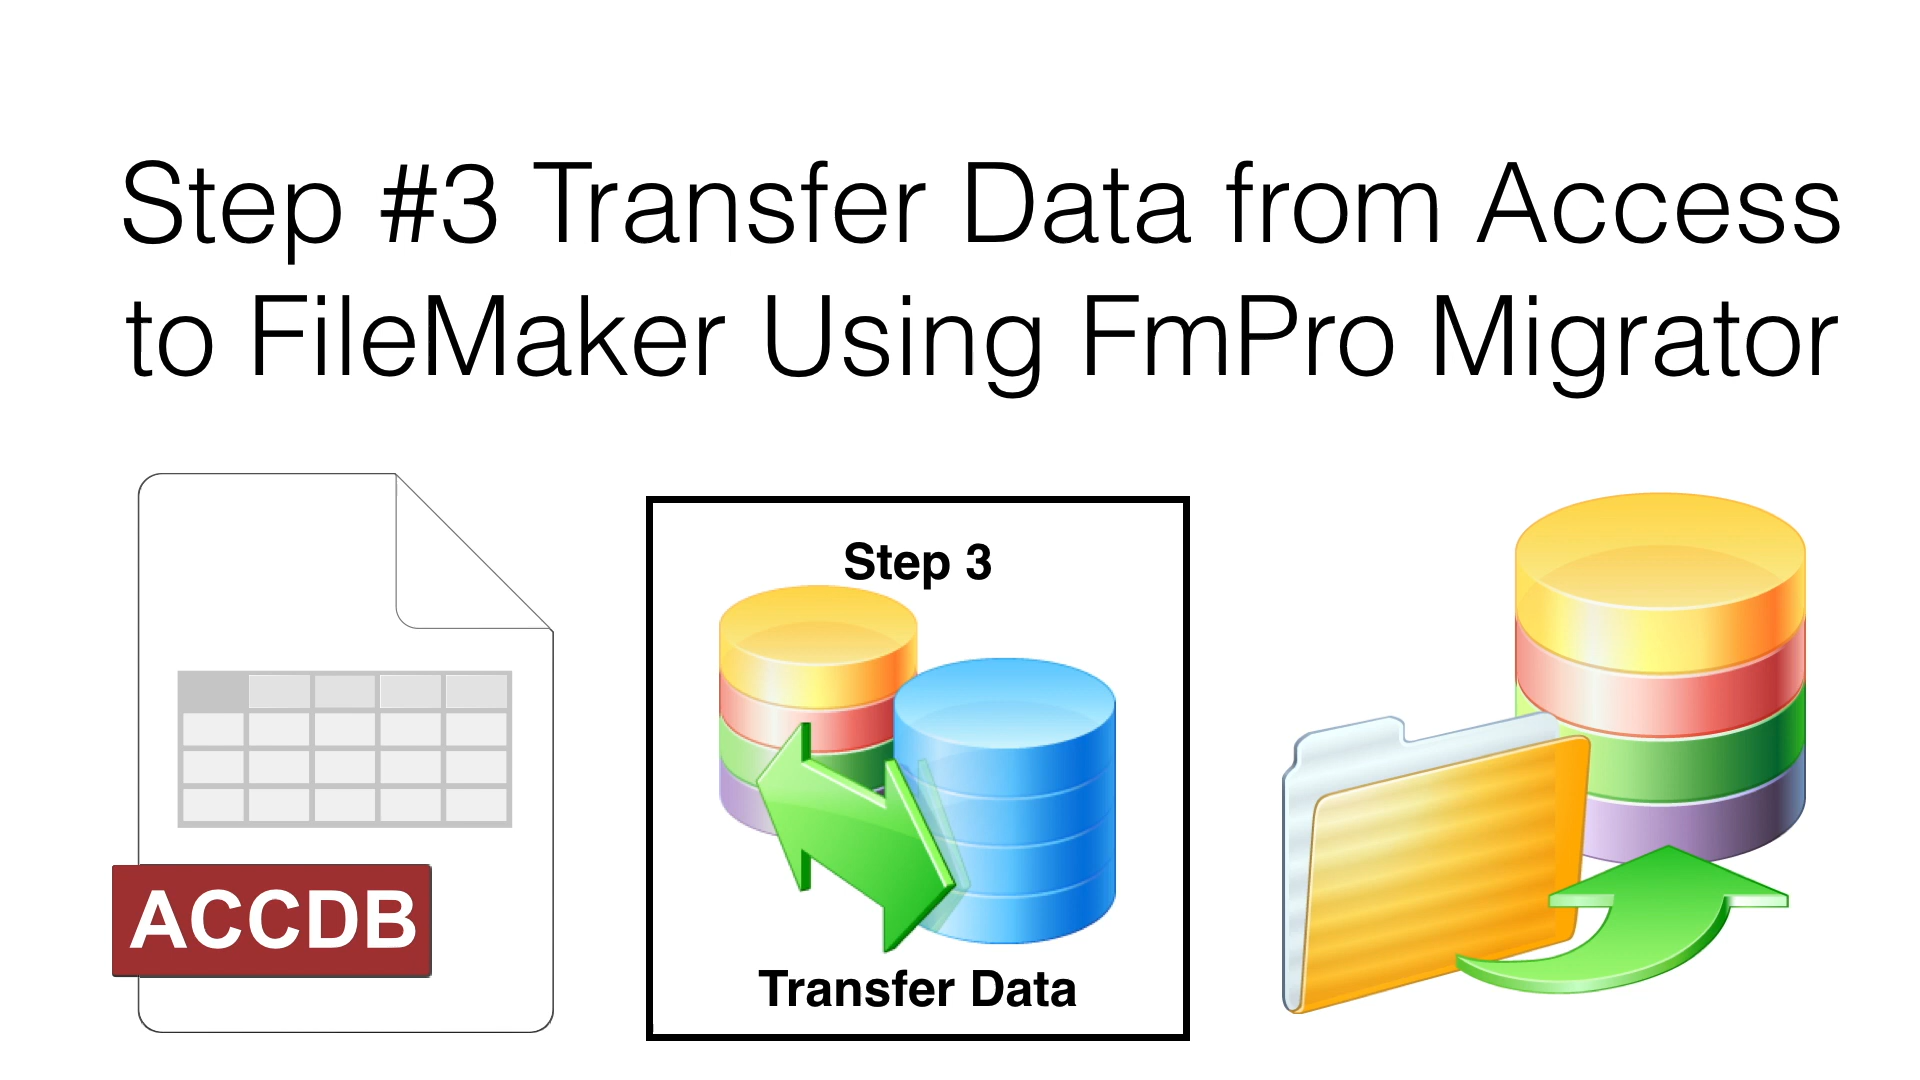 Step #3 Transfer Data from Access
to FileMaker Using FmPro Migrator
Step 3
ACCDB
Transfer Data